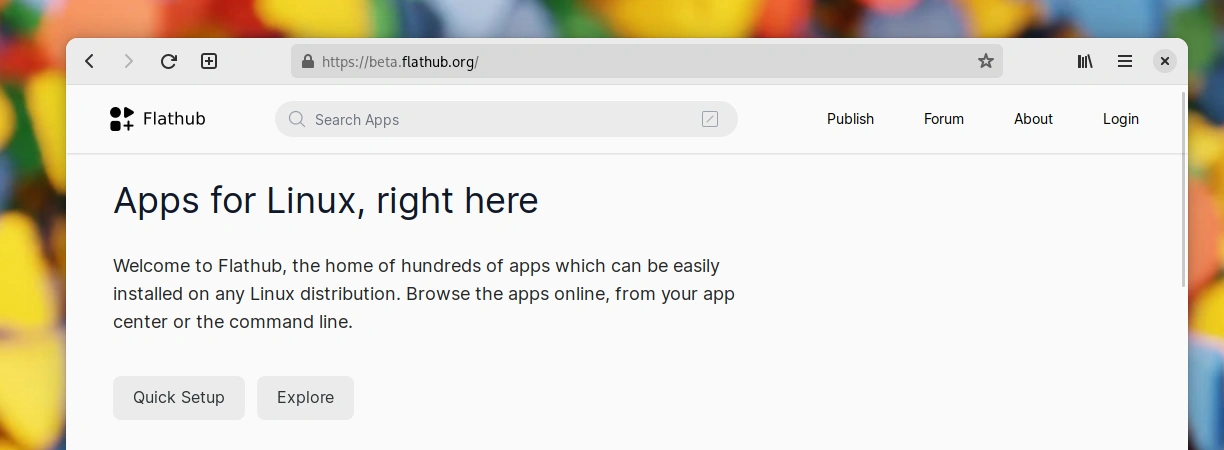 https://beta.flathub.org/
Flathub
Search Apps
Publish
Forum
About
Login
Apps for Linux, right here
Welcome to Flathub, the home of hundreds of apps which can be easily
installed on any Linux distribution. Browse the apps online, from your app
center or the command line.
Quick Setup
Explore